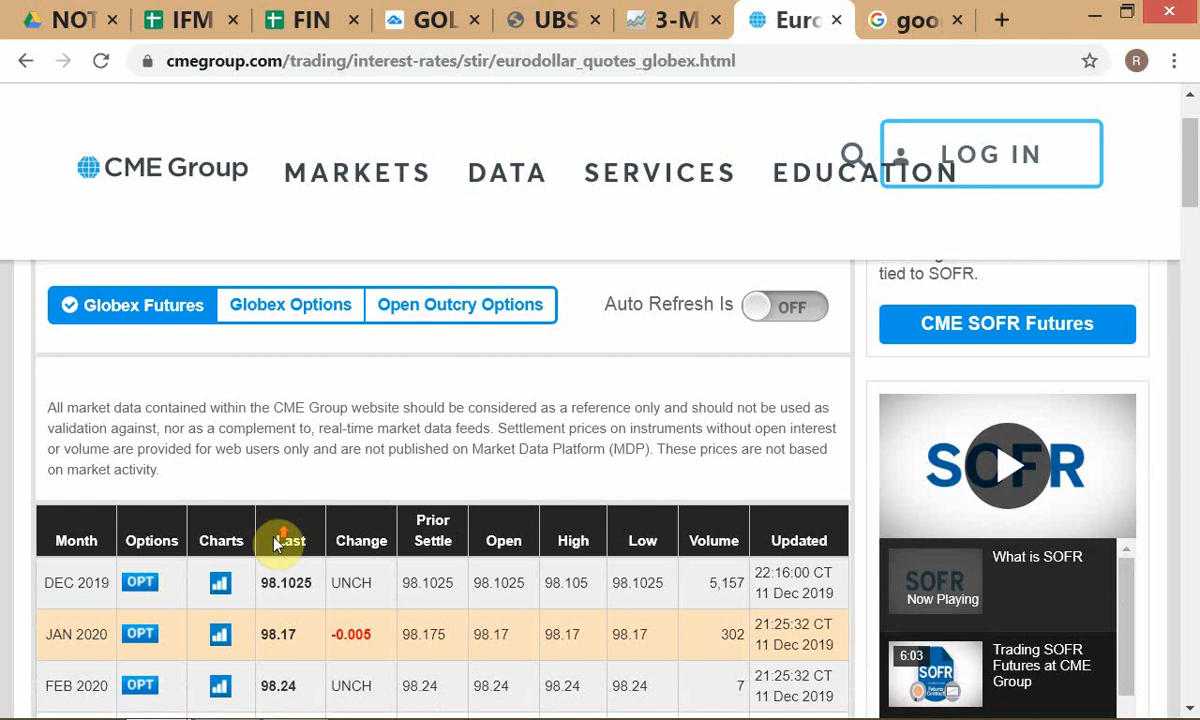 NOT
IFM
FIN
GOL
UBS
3-M
Euro
goo
cmegroup.com/trading/interest-rates/stir/eurodollar_quotes_globex.html
R
CME Group
MARKETS
DATA
SERVICES
EDUCATION
LOG IN
tied to SOFR.
Globex Futures
Globex Options
Open Outcry Options
Auto Refresh Is
OFF
CME SOFR Futures
All market data contained within the CME Group website should be considered as a reference only and should not be used as
validation against, nor as a complement to, real-time market data feeds. Settlement prices on instruments without open interest
or volume are provided for web users only and are not published on Market Data Platform (MDP). These prices are not based
on market activity.
SOFR
Month Options Charts Last Change Prior Settle Open High Low Volume Updated
DEC 2019 OPT 98.1025 UNCH 98.1025 98.1025 98.105 98.1025 5,157 22:16:00 CT 11 Dec 2019
JAN 2020 OPT 98.17 -0.005 98.175 98.17 98.17 98.17 302 21:25:32 CT 11 Dec 2019
FEB 2020 OPT 98.24 UNCH 98.24 98.24 98.24 98.24 7 21:25:32 CT 11 Dec 2019
SOFR
Now Playing
What is SOFR
6:03
SOFR
Trading SOFR
Futures at CME
Group